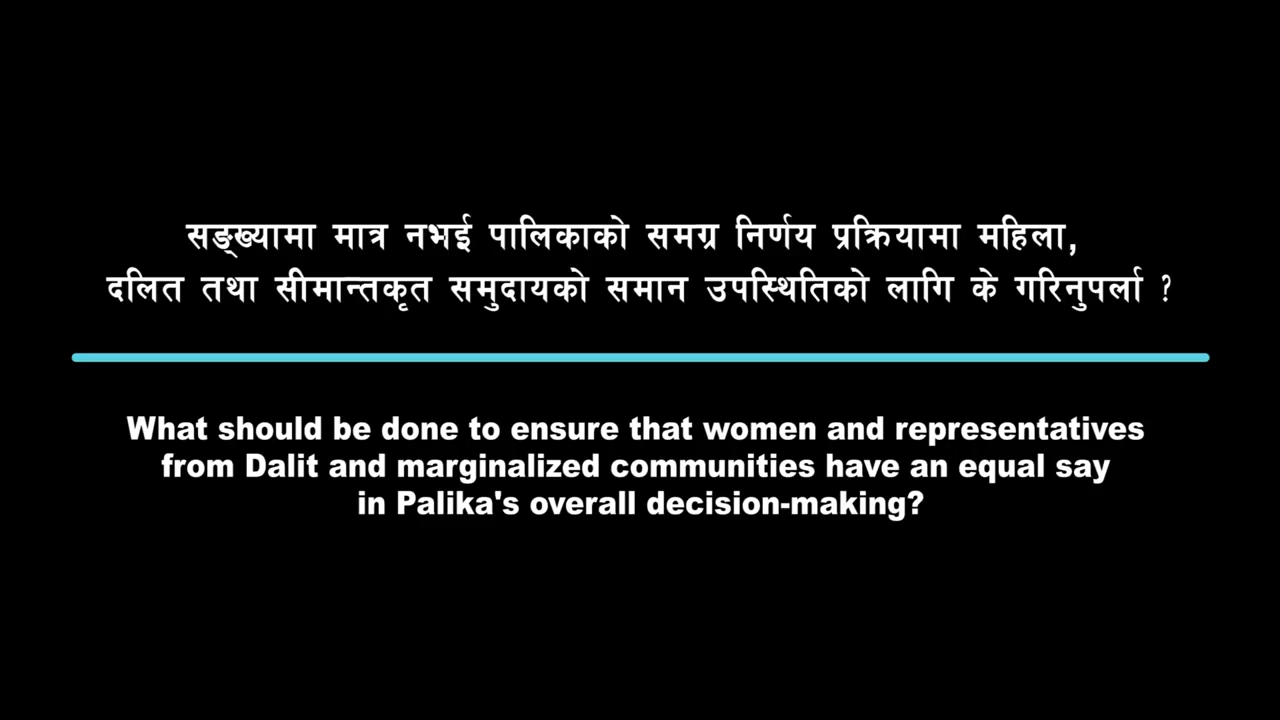 सङ्ख्यामा मात्र नभई पालिकाको समग्र निर्णय प्रक्रियामा महिला,
दलित तथा सीमान्तकृत समुदायको समान उपस्थितिको लागि के गरिनुपर्ला ?
What should be done to ensure that women and representatives
from Dalit and marginalized communities have an equal say
in Palika's overall decision-making?